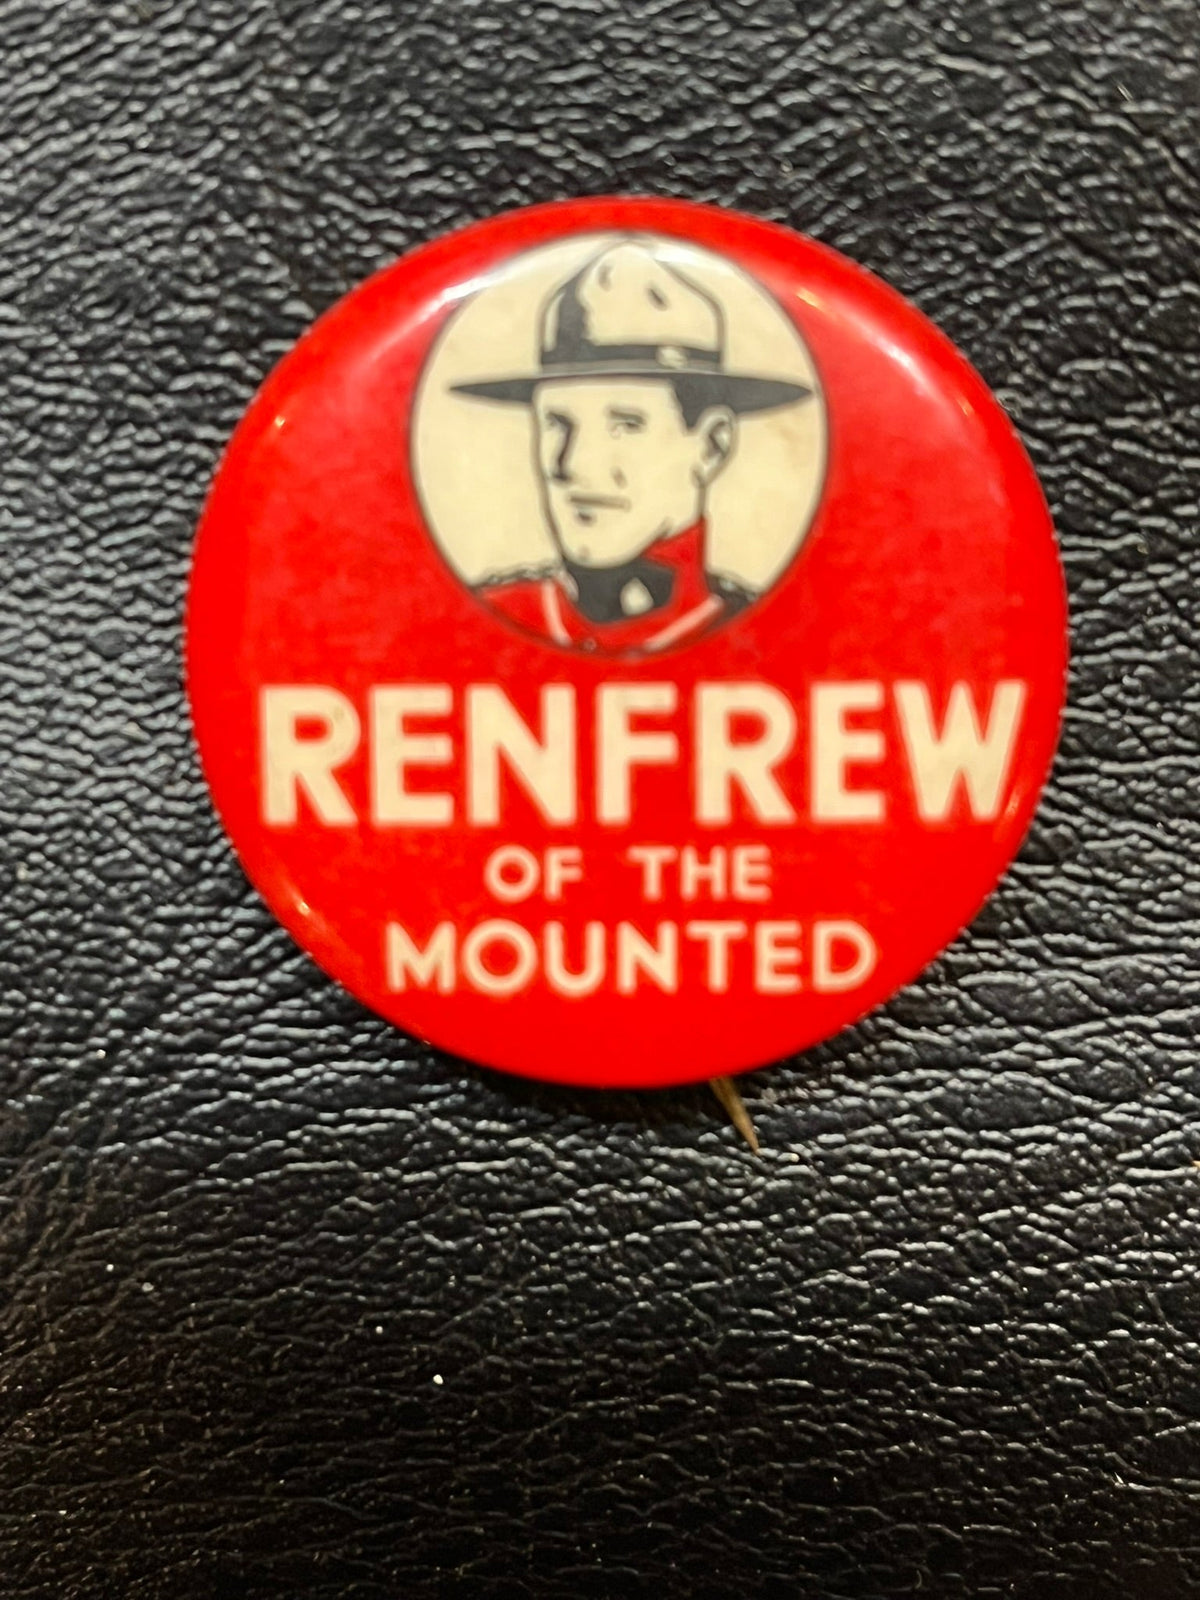 RENFREW
OF THE
MOUNTED